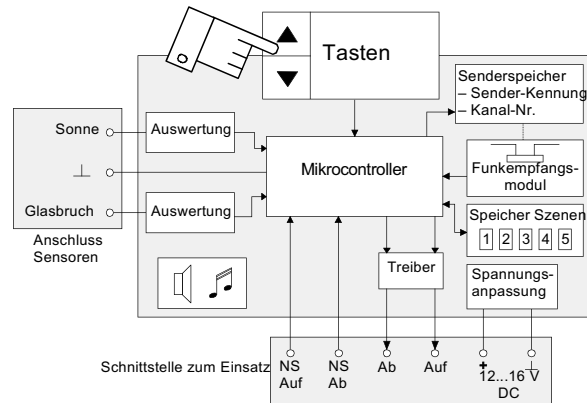 Tasten
Senderspeicher
– Sender-Kennung
– Kanal-Nr.
Sonne
Auswertung
Mikrocontroller
Funkempfangs-
modul
Glasbruch
Auswertung
Anschluss
Sensoren
Speicher Szenen
1 2 3 4 5
Treiber
Spannungs-
anpassung
Schnittstelle zum Einsatz
NS
Auf
NS
Ab
Ab
Auf
+
12...16 V
DC